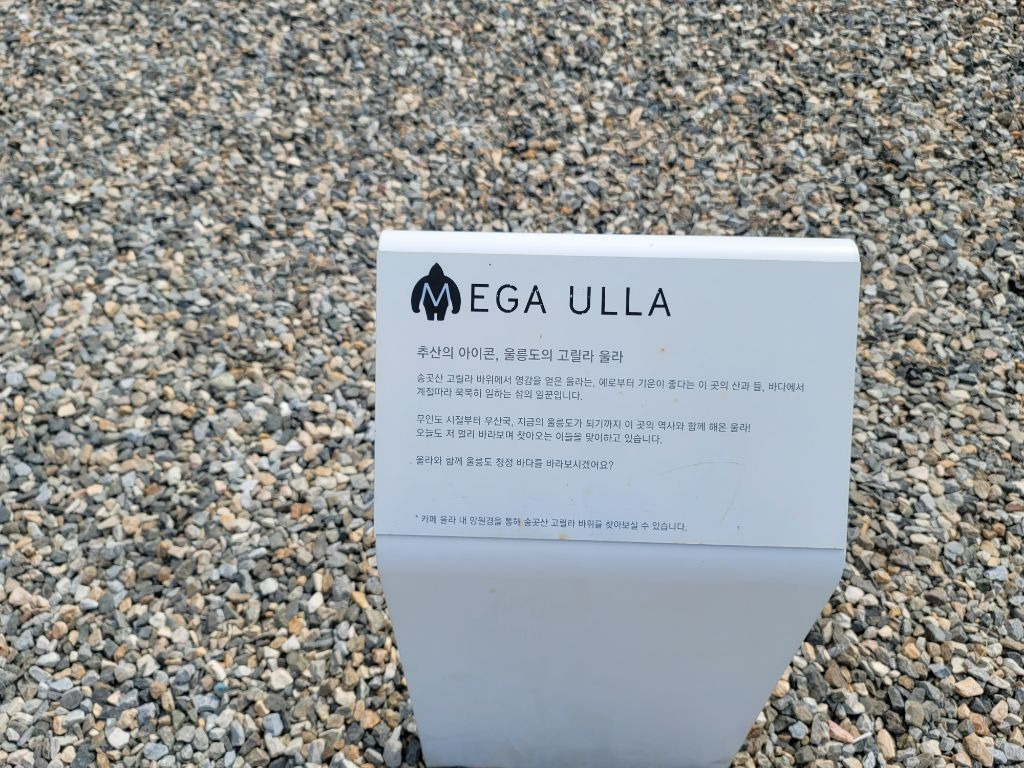 MEGA ULLA
추산의 아이콘, 울릉도의 고릴라 울라
송곳산 고릴라 바위에서 영감을 얻은 울라는, 예로부터 기운이 좋다는 이 곳의 산과 들, 바다에서
계절따라 묵묵히 일하는 섬의 일꾼입니다.
무인도 시절부터 우산국, 지금의 울릉도가 되기까지 이 곳의 역사와 함께 해온 울라!
오늘도 저 멀리 바라보며 찾아오는 이들을 맞이하고 있습니다.
울라와 함께 울릉도 청정 바다를 바라보시겠어요?
* 카페 울라 내 망원경을 통해 송곳산 고릴라 바위를 찾아보실 수 있습니다.